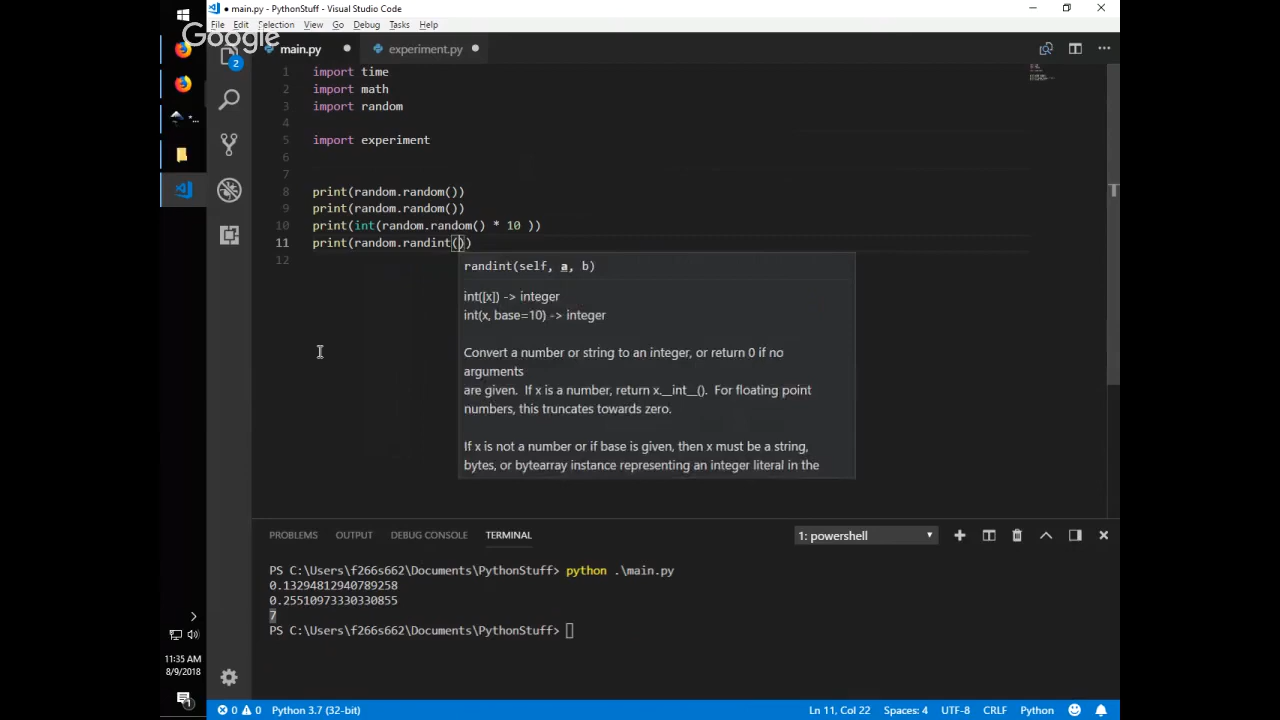 main.py - PythonStuff - Visual Studio Code
File Edit Selection View Go Debug Tasks Help
Google
main.py experiment.py
2
1 import time
2 import math
3 import random
4
5 import experiment
6
7
8 print(random.random())
9 print(random.random())
10 print(int(random.random() * 10 ))
11 print(random.randint())
12
randint(self, a, b)
int([x]) -> integer
int(x, base=10) -> integer
Convert a number or string to an integer, or return 0 if no
arguments
are given. If x is a number, return x.__int__(). For floating point
numbers, this truncates towards zero.
If x is not a number or if base is given, then x must be a string,
bytes, or bytearray instance representing an integer literal in the
PROBLEMS OUTPUT DEBUG CONSOLE TERMINAL 1: powershell
PS C:\Users\f266s662\Documents\PythonStuff> python .\main.py
0.13294812940789258
0.25510973330330855
7
PS C:\Users\f266s662\Documents\PythonStuff>
11:35 AM
8/9/2018
1
0 0 Python 3.7 (32-bit) Ln 11, Col 22 Spaces: 4 UTF-8 CRLF Python